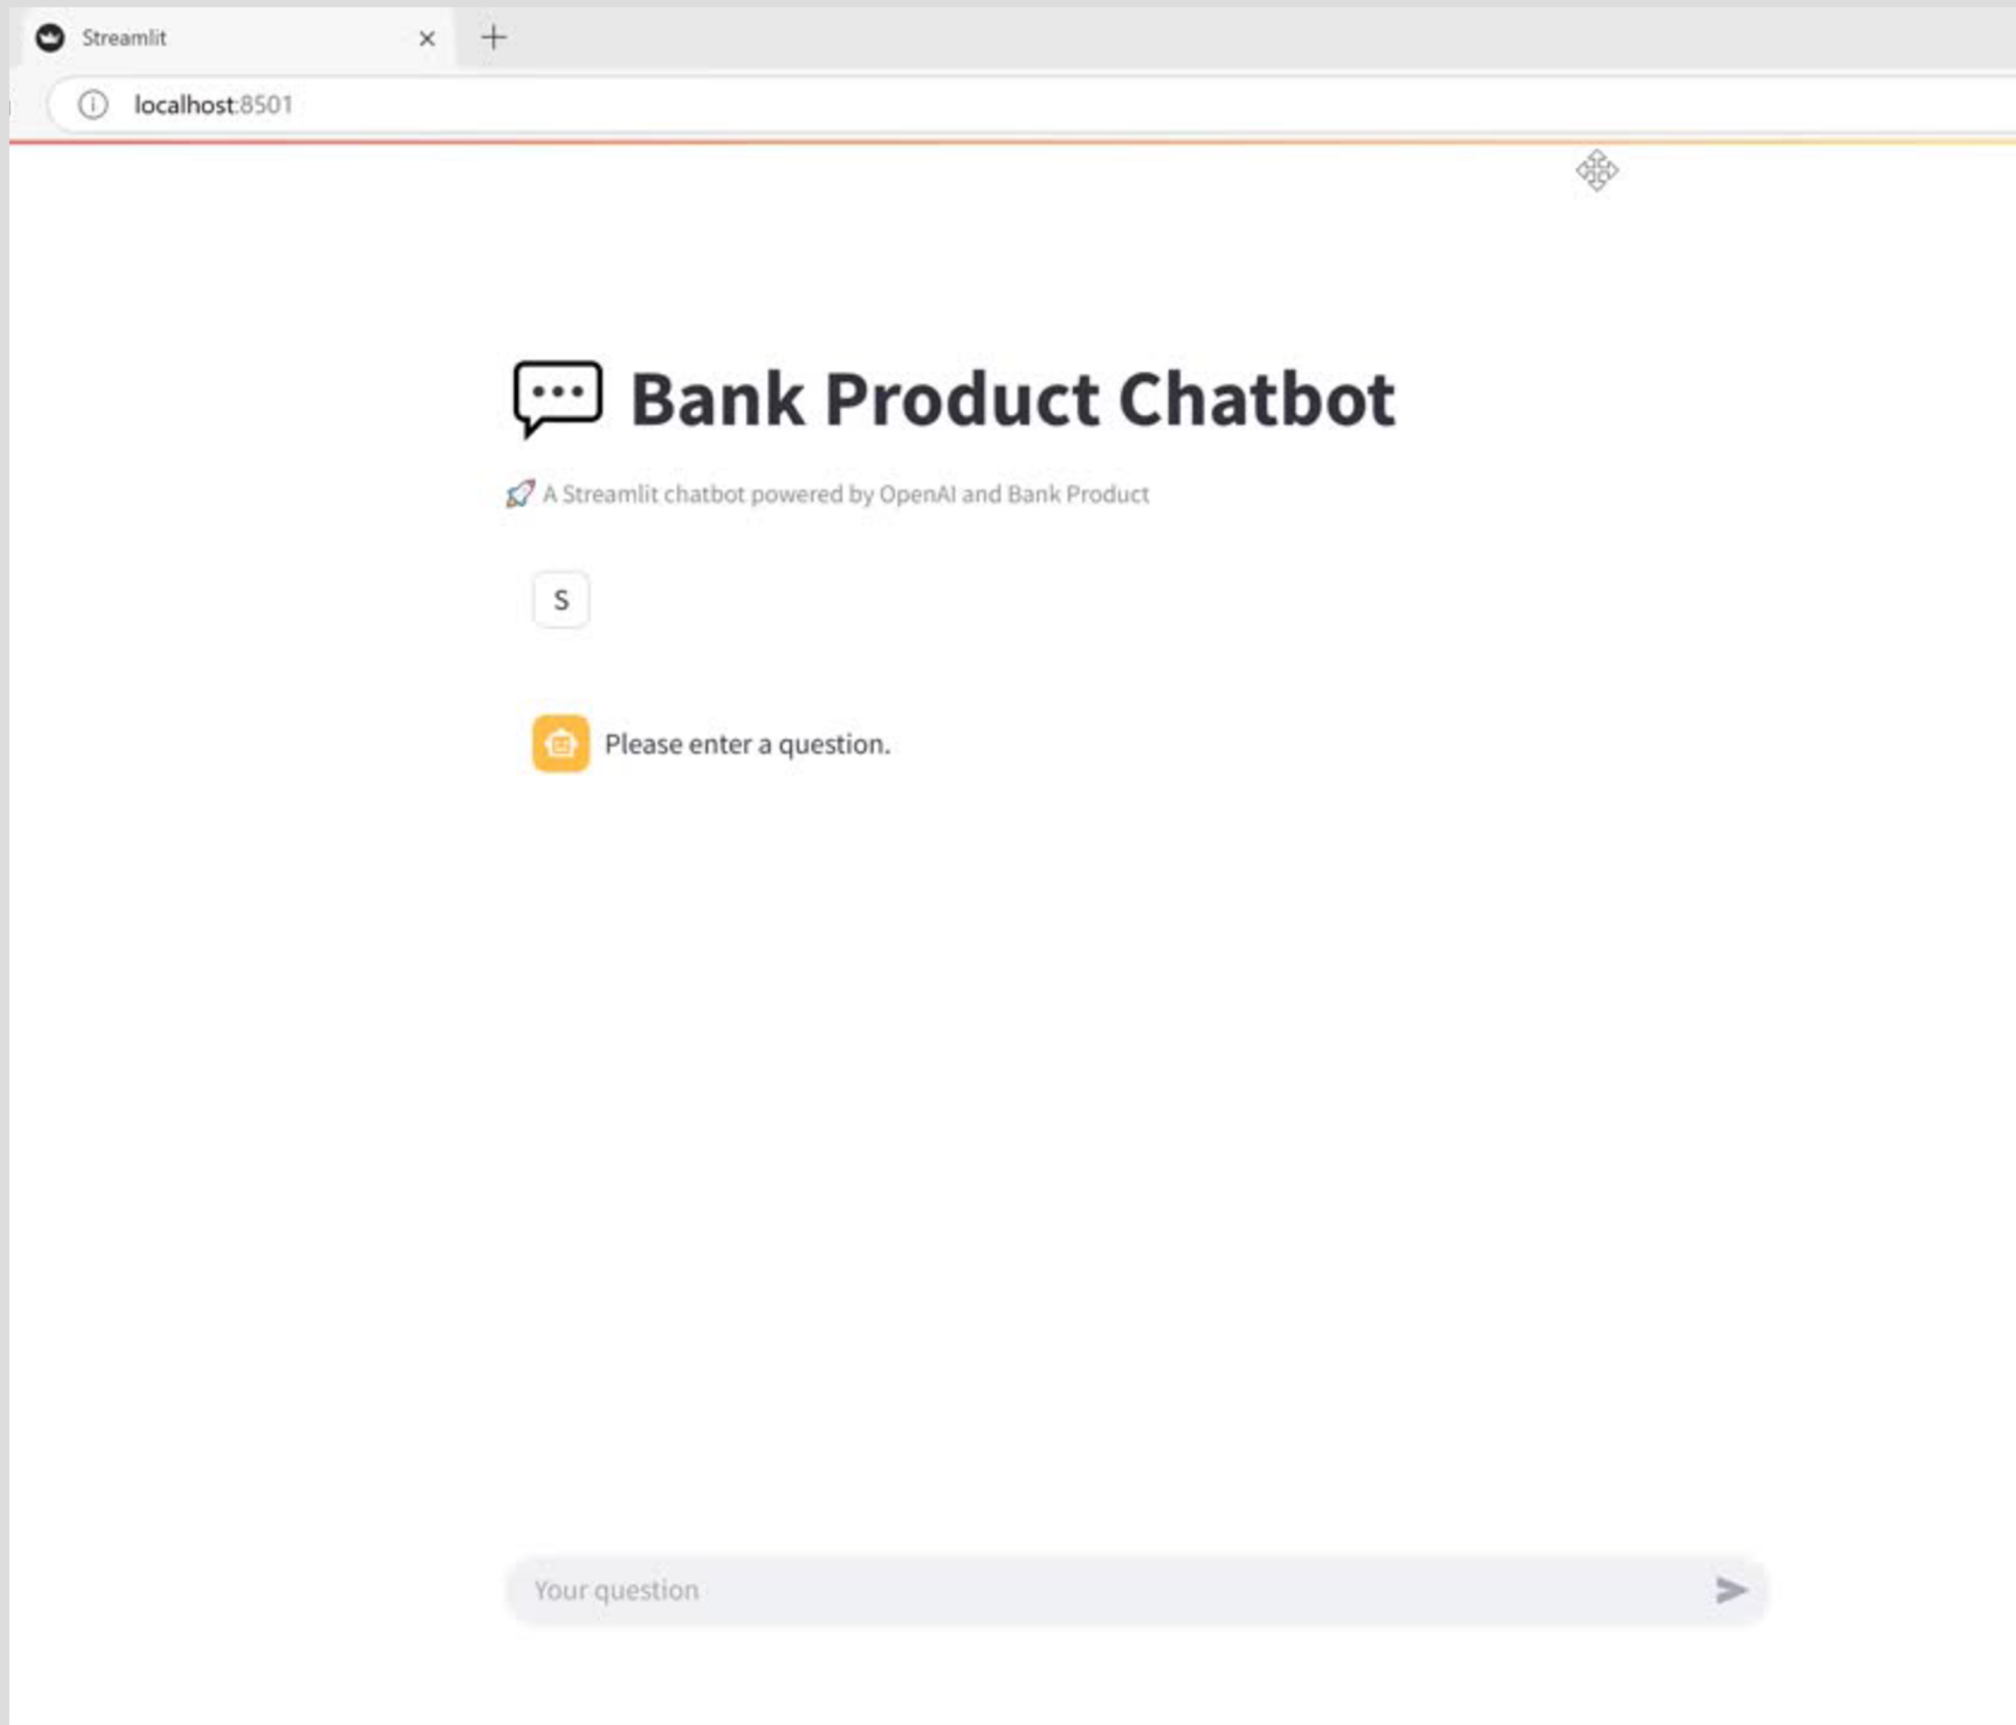 Streamlit
localhost:8501
Bank Product Chatbot
A Streamlit chatbot powered by OpenAI and Bank Product
S
Please enter a question.
Your question